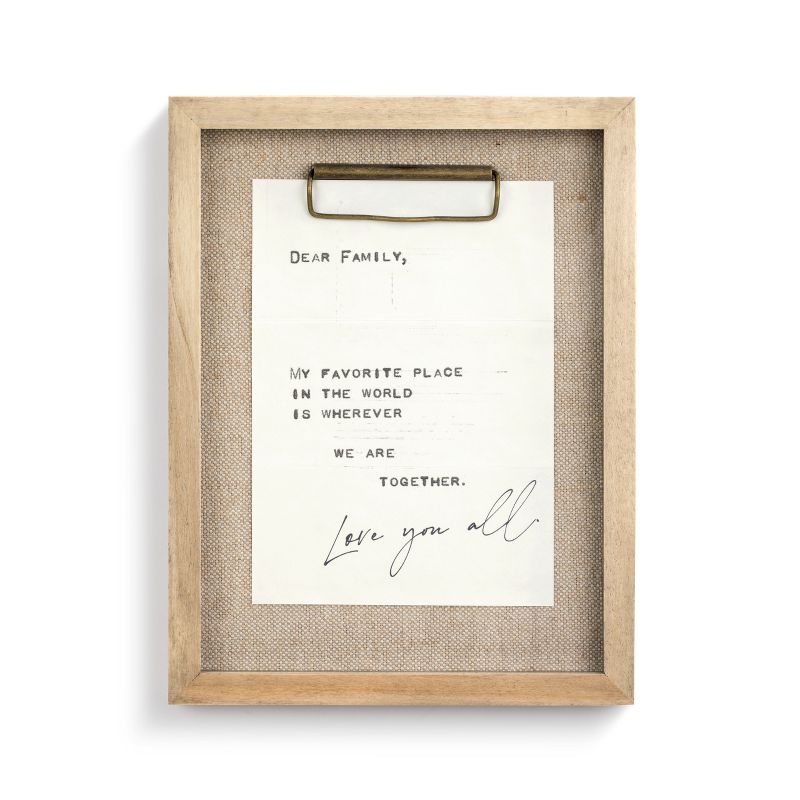 DEAR FAMILY,
MY FAVORITE PLACE
IN THE WORLD
IS WHEREVER
WE ARE
TOGETHER.
Love you all.